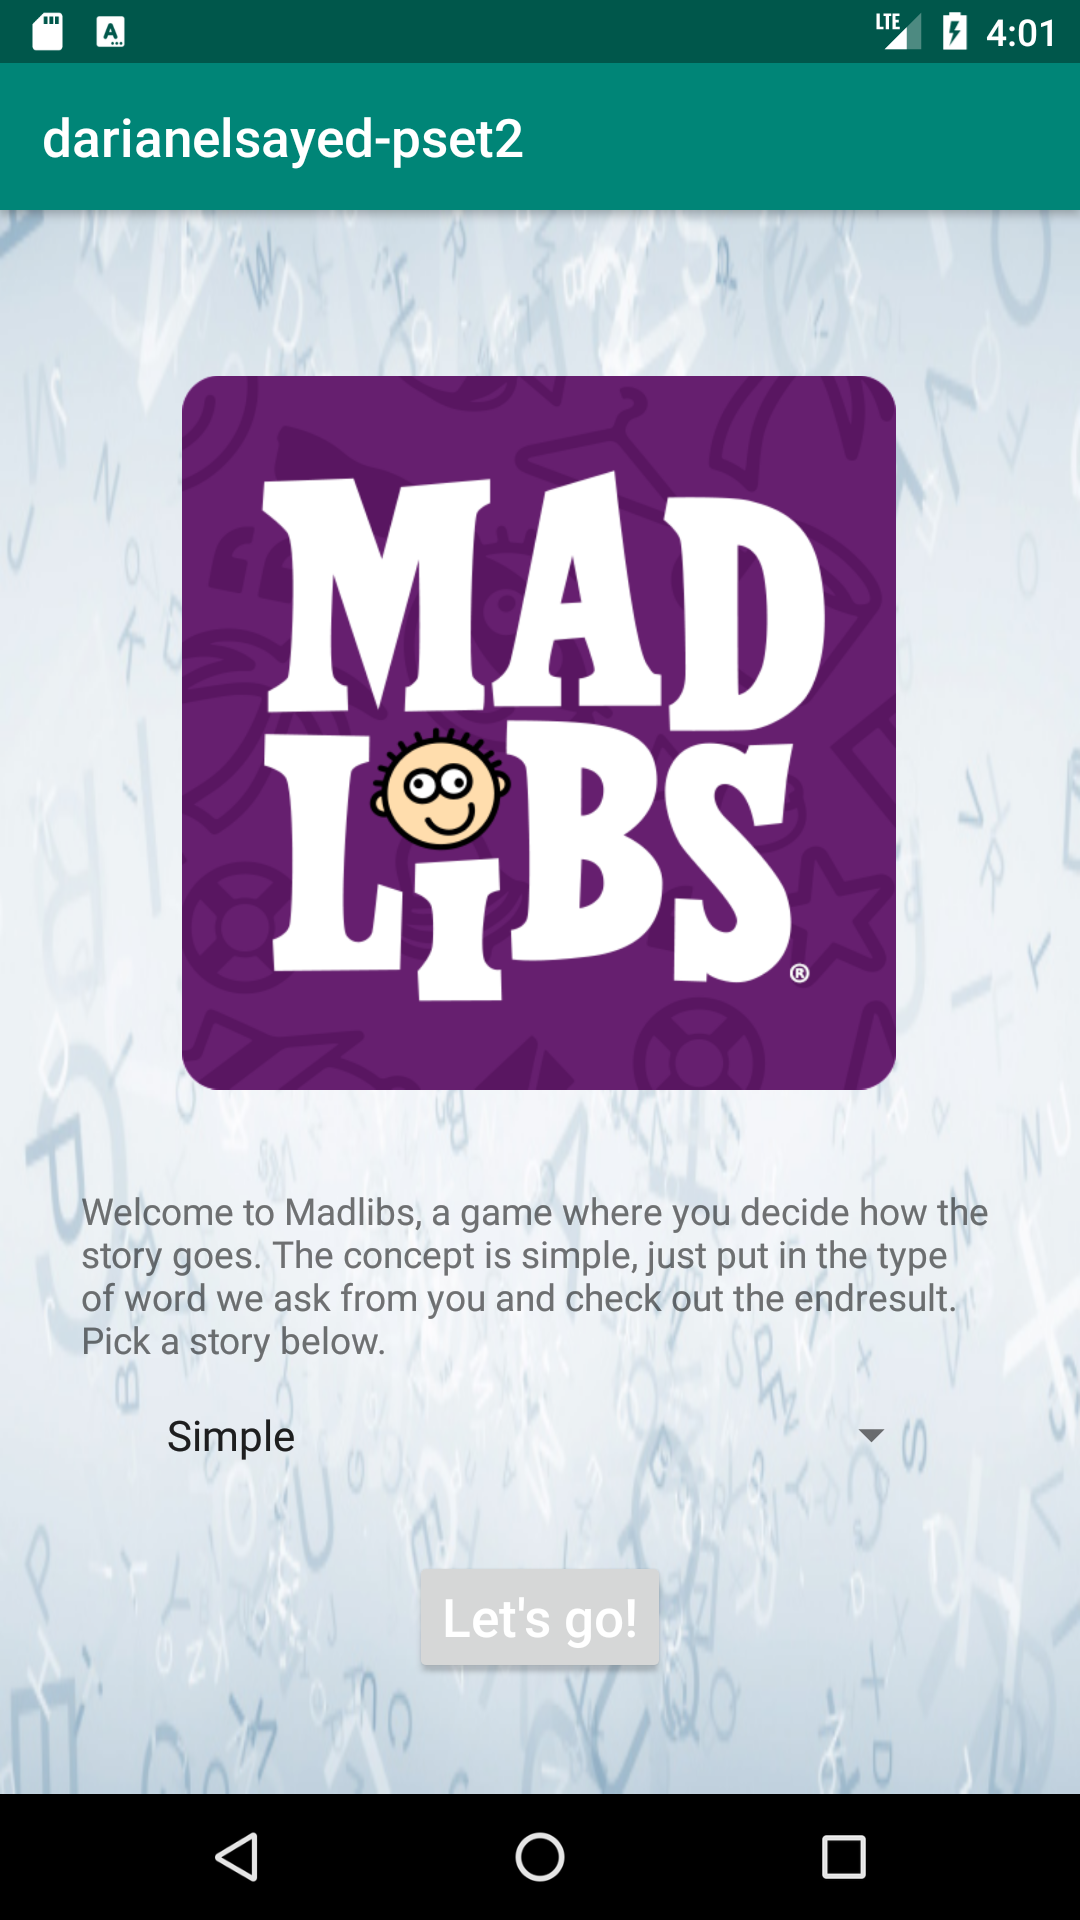 LTE 4:01
darianelsayed-pset2
MAD
LiBS®
Welcome to Madlibs, a game where you decide how the
story goes. The concept is simple, just put in the type
of word we ask from you and check out the endresult.
Pick a story below.
Simple
Let's go!